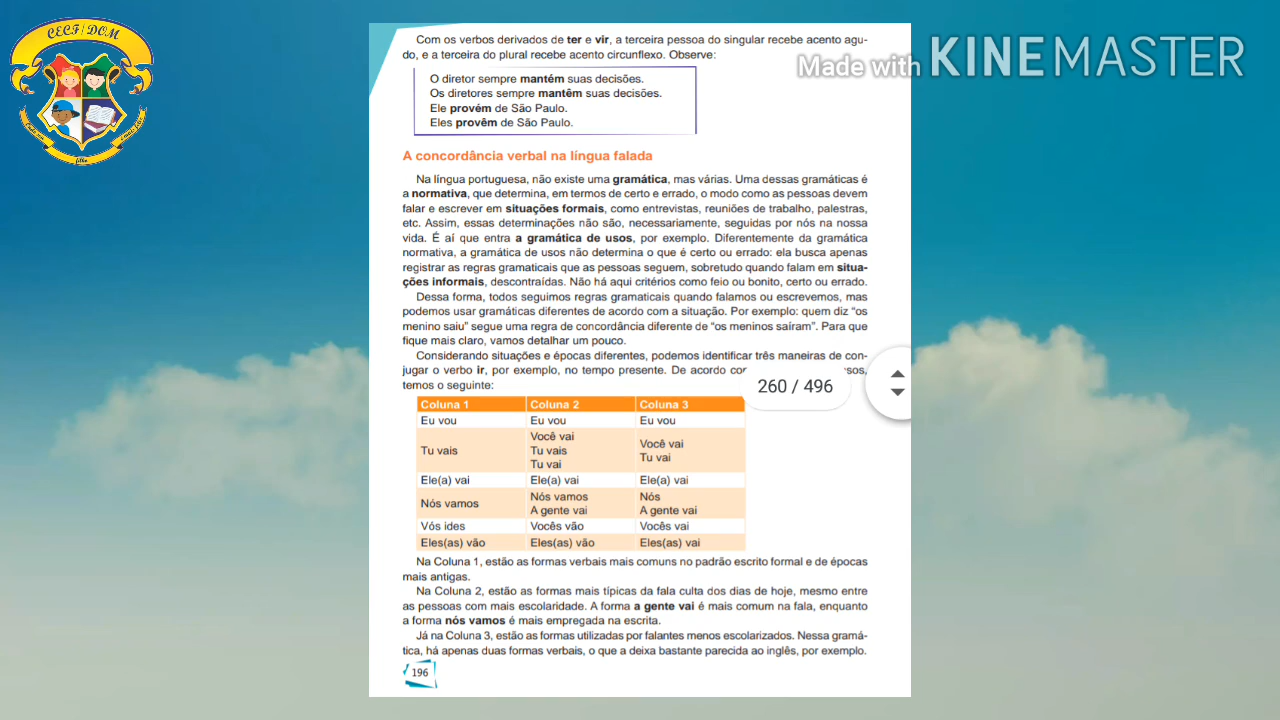 CECF/DCM
filho
Made with KINEMASTER
Com os verbos derivados de ter e vir, a terceira pessoa do singular recebe acento agu-
do, e a terceira do plural recebe acento circunflexo. Observe:
O diretor sempre mantém suas decisões.
Os diretores sempre mantêm suas decisões.
Ele provém de São Paulo.
Eles provêm de São Paulo.
A concordância verbal na língua falada
Na língua portuguesa, não existe uma gramática, mas várias. Uma dessas gramáticas é
a normativa, que determina, em termos de certo e errado, o modo como as pessoas devem
falar e escrever em situações formais, como entrevistas, reuniões de trabalho, palestras,
etc. Assim, essas determinações não são, necessariamente, seguidas por nós na nossa
vida. É aí que entra a gramática de usos, por exemplo. Diferentemente da gramática
normativa, a gramática de usos não determina o que é certo ou errado: ela busca apenas
registrar as regras gramaticais que as pessoas seguem, sobretudo quando falam em situa-
ções informais, descontraídas. Não há aqui critérios como feio ou bonito, certo ou errado.
Dessa forma, todos seguimos regras gramaticais quando falamos ou escrevemos, mas
podemos usar gramáticas diferentes de acordo com a situação. Por exemplo: quem diz “os
menino saiu” segue uma regra de concordância diferente de “os meninos saíram”. Para que
fique mais claro, vamos detalhar um pouco.
Considerando situações e épocas diferentes, podemos identificar três maneiras de con-
jugar o verbo ir, por exemplo, no tempo presente. De acordo
temos o seguinte:
260 / 496
Coluna 1 Coluna 2 Coluna 3
Eu vou Eu vou Eu vou
Tu vais Você vai Tu vais Tu vai Você vai Tu vai
Ele(a) vai Ele(a) vai Ele(a) vai
Nós vamos Nós vamos A gente vai Nós A gente vai
Vós ides Vocês vão Vocês vai
Eles(as) vão Eles(as) vão Eles(as) vai
Na Coluna 1, estão as formas verbais mais comuns no padrão escrito formal e de épocas
mais antigas.
Na Coluna 2, estão as formas mais típicas da fala culta dos dias de hoje, mesmo entre
as pessoas com mais escolaridade. A forma a gente vai é mais comum na fala, enquanto
a forma nós vamos é mais empregada na escrita.
Já na Coluna 3, estão as formas utilizadas por falantes menos escolarizados. Nessa gramá-
tica, há apenas duas formas verbais, o que a deixa bastante parecida ao inglês, por exemplo.
196